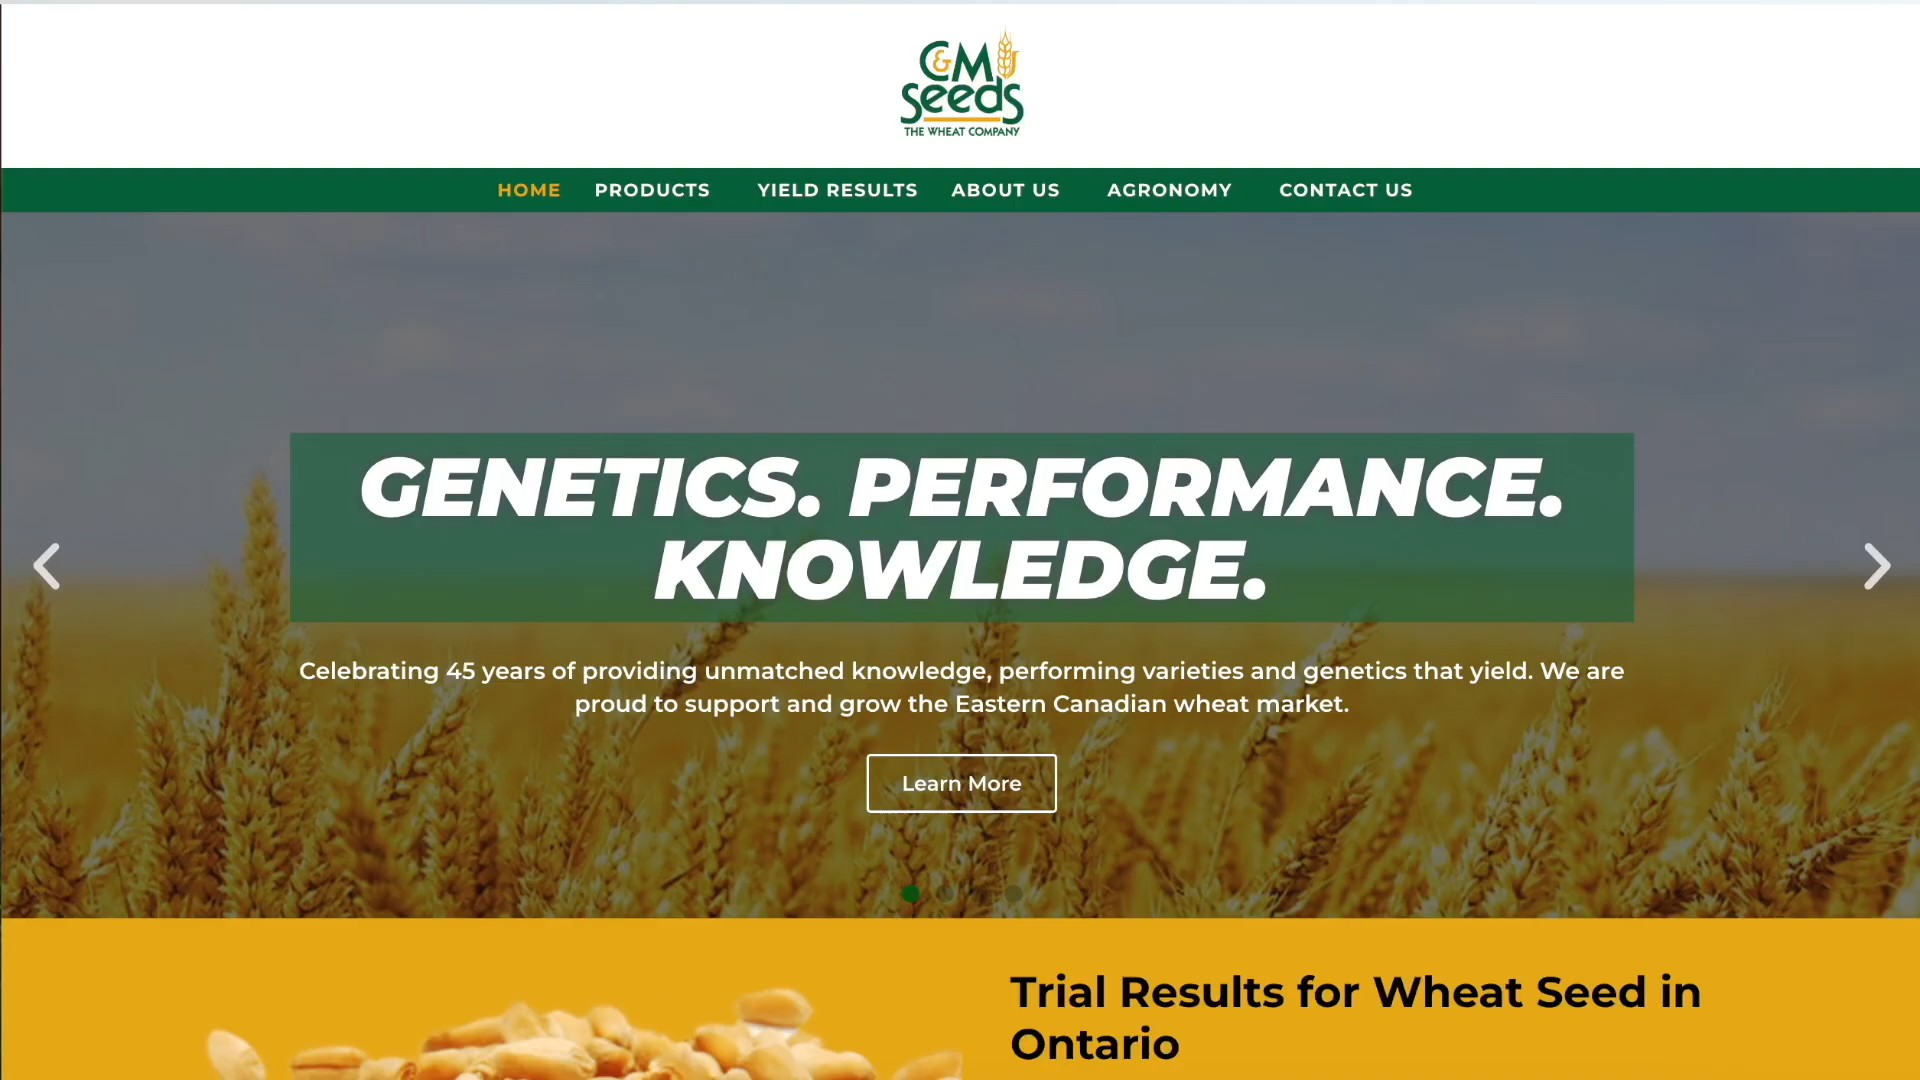 C&M
Seeds
THE WHEAT COMPANY
HOME PRODUCTS YIELD RESULTS ABOUT US AGRONOMY CONTACT US
GENETICS. PERFORMANCE.
KNOWLEDGE.
Celebrating 45 years of providing unmatched knowledge, performing varieties and genetics that yield. We are
proud to support and grow the Eastern Canadian wheat market.
Learn More
Trial Results for Wheat Seed in
Ontario